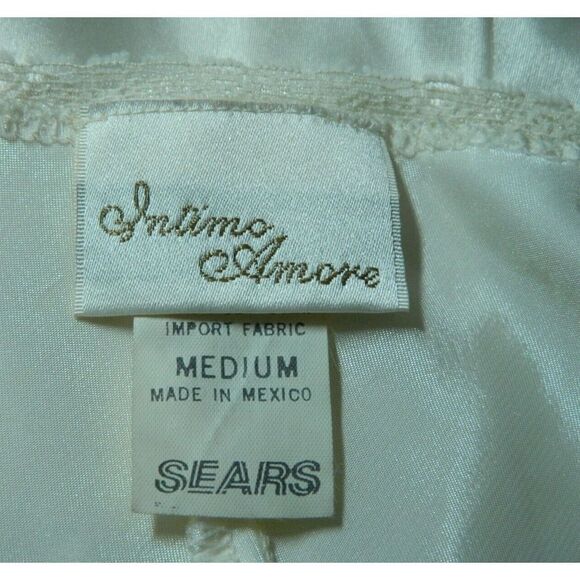 Intimo
Amore
IMPORT FABRIC
MEDIUM
MADE IN MEXICO
SEARS